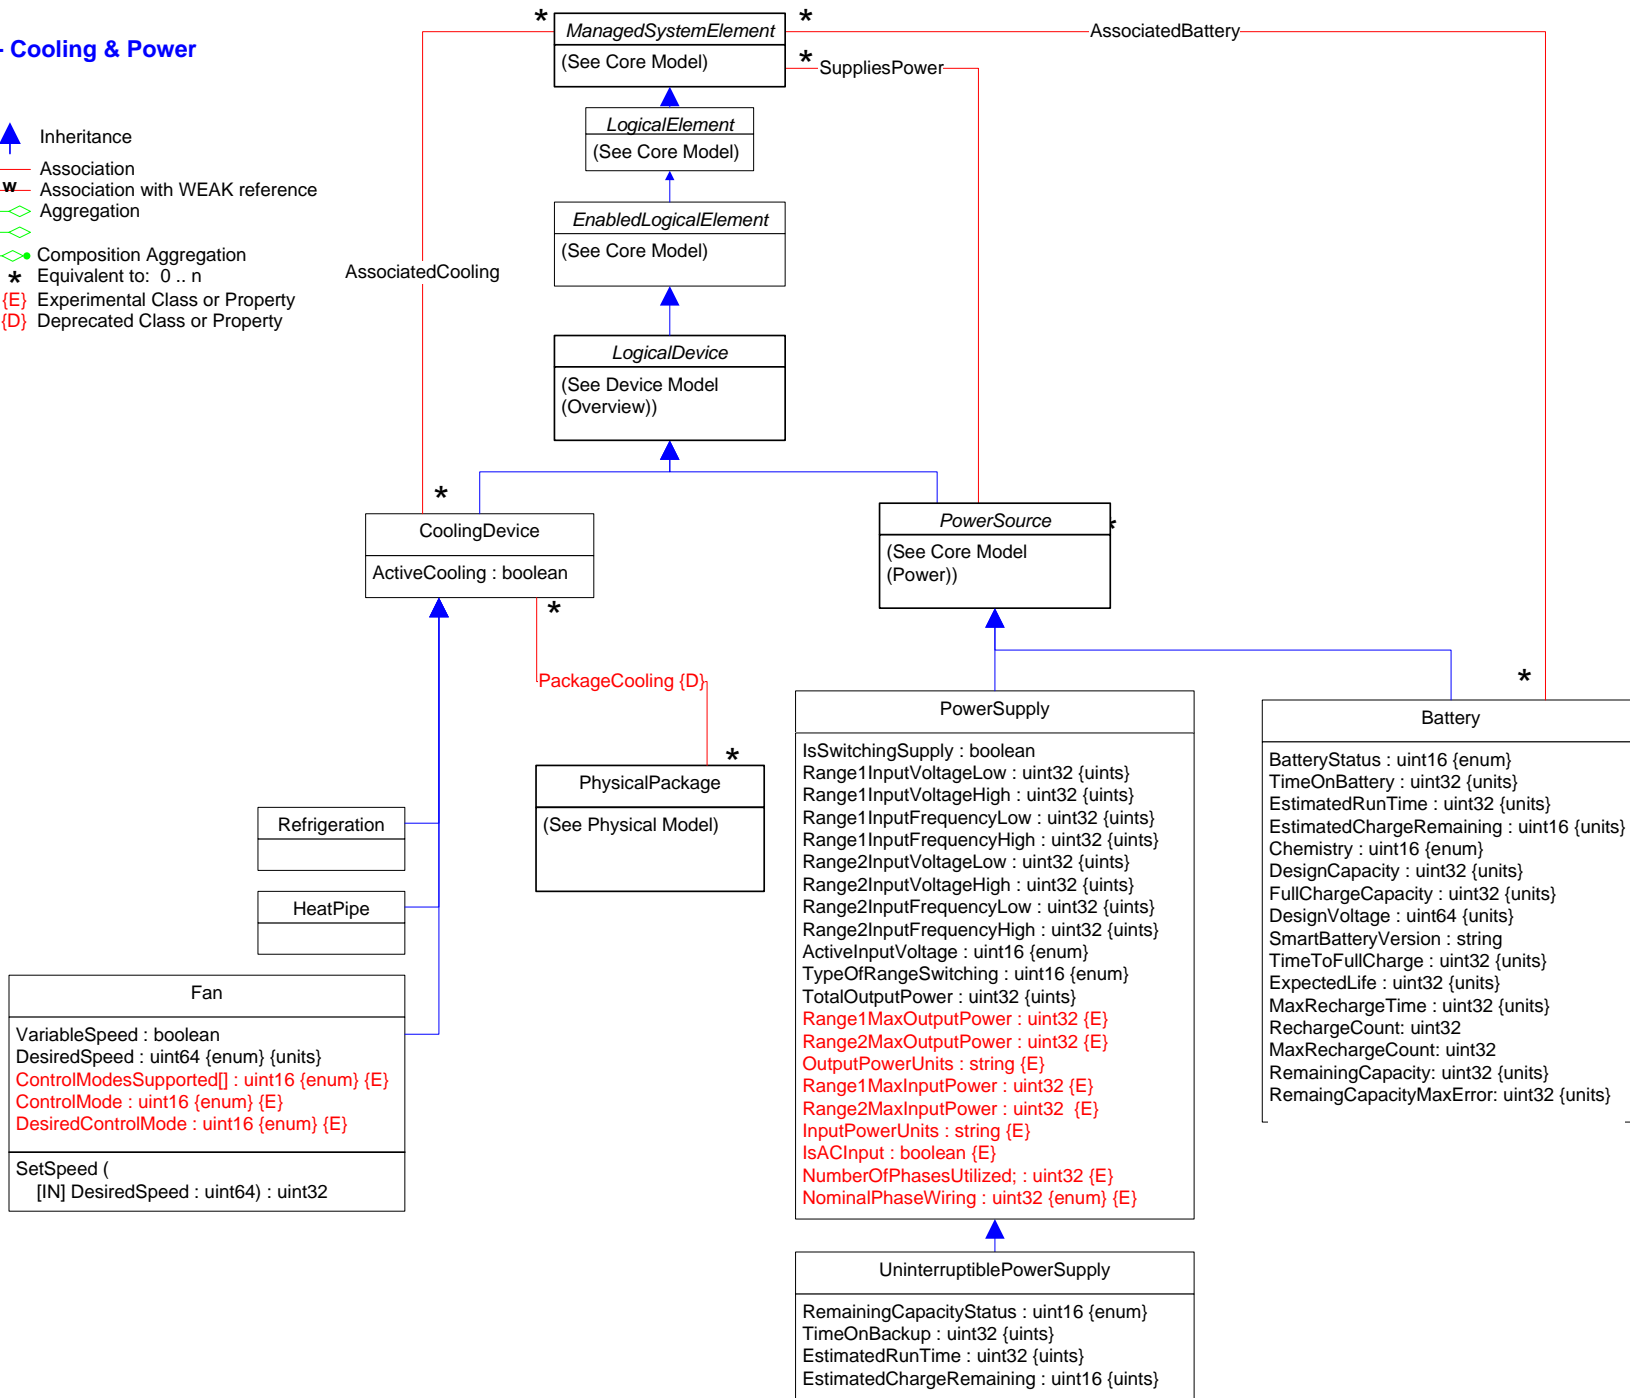 - Cooling & Power
Inheritance
Association
w Association with WEAK reference
Aggregation
Composition Aggregation
* Equivalent to: 0 .. n
{E} Experimental Class or Property
{D} Deprecated Class or Property
*
ManagedSystemElement
(See Core Model)
*
AssociatedBattery
*
SuppliesPower
LogicalElement
(See Core Model)
EnabledLogicalElement
(See Core Model)
AssociatedCooling
LogicalDevice
(See Device Model
(Overview))
*
CoolingDevice
ActiveCooling : boolean
*
PowerSource
*
(See Core Model
(Power))
PackageCooling {D}
*
PhysicalPackage
(See Physical Model)
Refrigeration
HeatPipe
Fan
VariableSpeed : boolean
DesiredSpeed : uint64 {enum} {units}
ControlModesSupported[] : uint16 {enum} {E}
ControlMode : uint16 {enum} {E}
DesiredControlMode : uint16 {enum} {E}
SetSpeed (
[IN] DesiredSpeed : uint64) : uint32
PowerSupply
IsSwitchingSupply : boolean
Range1InputVoltageLow : uint32 {uints}
Range1InputVoltageHigh : uint32 {uints}
Range1InputFrequencyLow : uint32 {uints}
Range1InputFrequencyHigh : uint32 {uints}
Range2InputVoltageLow : uint32 {uints}
Range2InputVoltageHigh : uint32 {uints}
Range2InputFrequencyLow : uint32 {uints}
Range2InputFrequencyHigh : uint32 {uints}
ActiveInputVoltage : uint16 {enum}
TypeOfRangeSwitching : uint16 {enum}
TotalOutputPower : uint32 {uints}
Range1MaxOutputPower : uint32 {E}
Range2MaxOutputPower : uint32 {E}
OutputPowerUnits : string {E}
Range1MaxInputPower : uint32 {E}
Range2MaxInputPower : uint32 {E}
InputPowerUnits : string {E}
IsACInput : boolean {E}
NumberOfPhasesUtilized; : uint32 {E}
NominalPhaseWiring : uint32 {enum} {E}
*
Battery
BatteryStatus : uint16 {enum}
TimeOnBattery : uint32 {units}
EstimatedRunTime : uint32 {units}
EstimatedChargeRemaining : uint16 {units}
Chemistry : uint16 {enum}
DesignCapacity : uint32 {units}
FullChargeCapacity : uint32 {units}
DesignVoltage : uint64 {units}
SmartBatteryVersion : string
TimeToFullCharge : uint32 {units}
ExpectedLife : uint32 {units}
MaxRechargeTime : uint32 {units}
RechargeCount: uint32
MaxRechargeCount: uint32
RemainingCapacity: uint32 {units}
RemaingCapacityMaxError: uint32 {units}
UninterruptiblePowerSupply
RemainingCapacityStatus : uint16 {enum}
TimeOnBackup : uint32 {uints}
EstimatedRunTime : uint32 {uints}
EstimatedChargeRemaining : uint16 {uints}